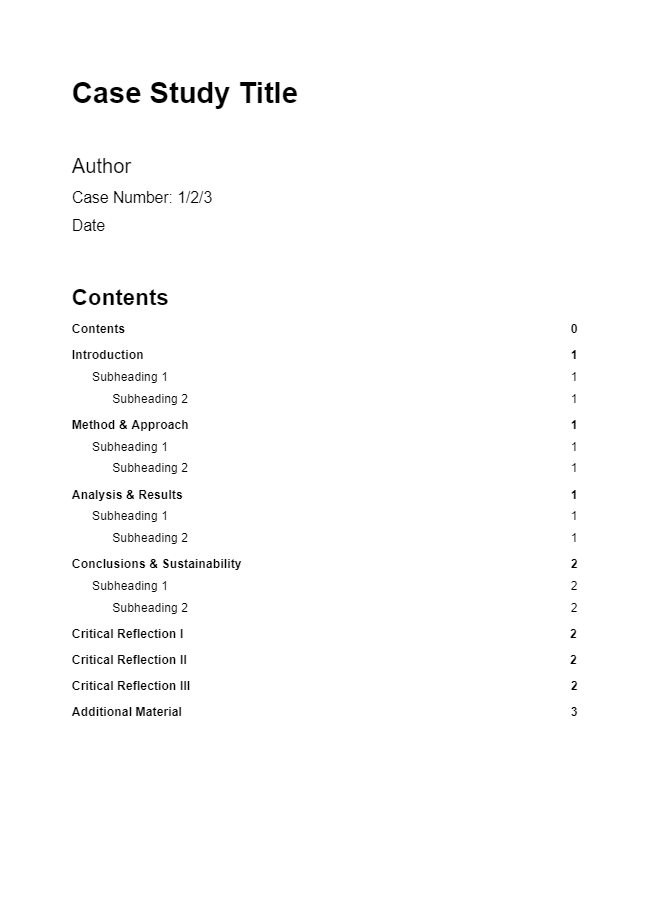 Case Study Title
Author
Case Number: 1/2/3
Date
Contents
Contents 0
Introduction 1
Subheading 1 1
Subheading 2 1
Method & Approach 1
Subheading 1 1
Subheading 2 1
Analysis & Results 1
Subheading 1 1
Subheading 2 1
Conclusions & Sustainability 2
Subheading 1 2
Subheading 2 2
Critical Reflection I 2
Critical Reflection II 2
Critical Reflection III 2
Additional Material 3